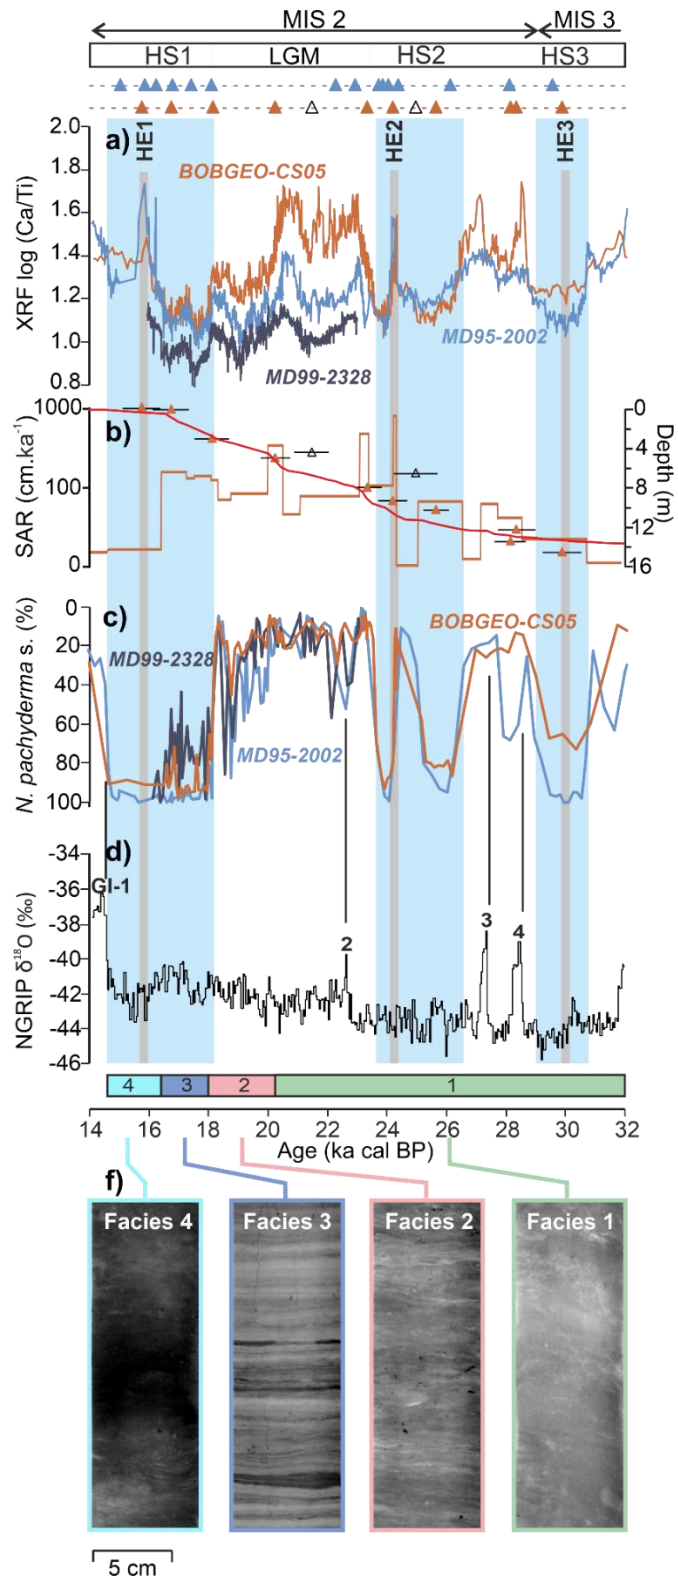 MIS 2
MIS 3
HS1
LGM
HS2
HS3
a)
HE1
HE2
HE3
BOBGEO-CS05
MD95-2002
MD99-2328
XRF log (Ca/Ti)
2.0
1.8
1.6
1.4
1.2
1.0
0.8
b)
SAR (cm.ka⁻¹)
1000
100
0
Depth (m)
0
4
8
12
16
c)
N. pachyderma s. (%)
0
20
40
60
80
100
MD99-2328
BOBGEO-CS05
MD95-2002
d)
NGRIP δ¹⁸O (‰)
-34
-36
-38
-40
-42
-44
-46
GI-1
2
3
4
4
3
2
1
14
16
18
20
22
24
26
28
30
32
Age (ka cal BP)
f)
Facies 4
Facies 3
Facies 2
Facies 1
5 cm